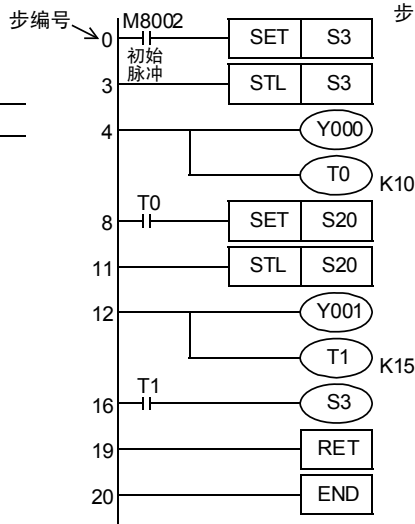 步编号 步
0 M8002 SET S3
初始
脉冲
3 STL S3
4 Y000
T0 K10
8 T0 SET S20
11 STL S20
12 Y001
T1 K15
16 T1 S3
19 RET
20 END